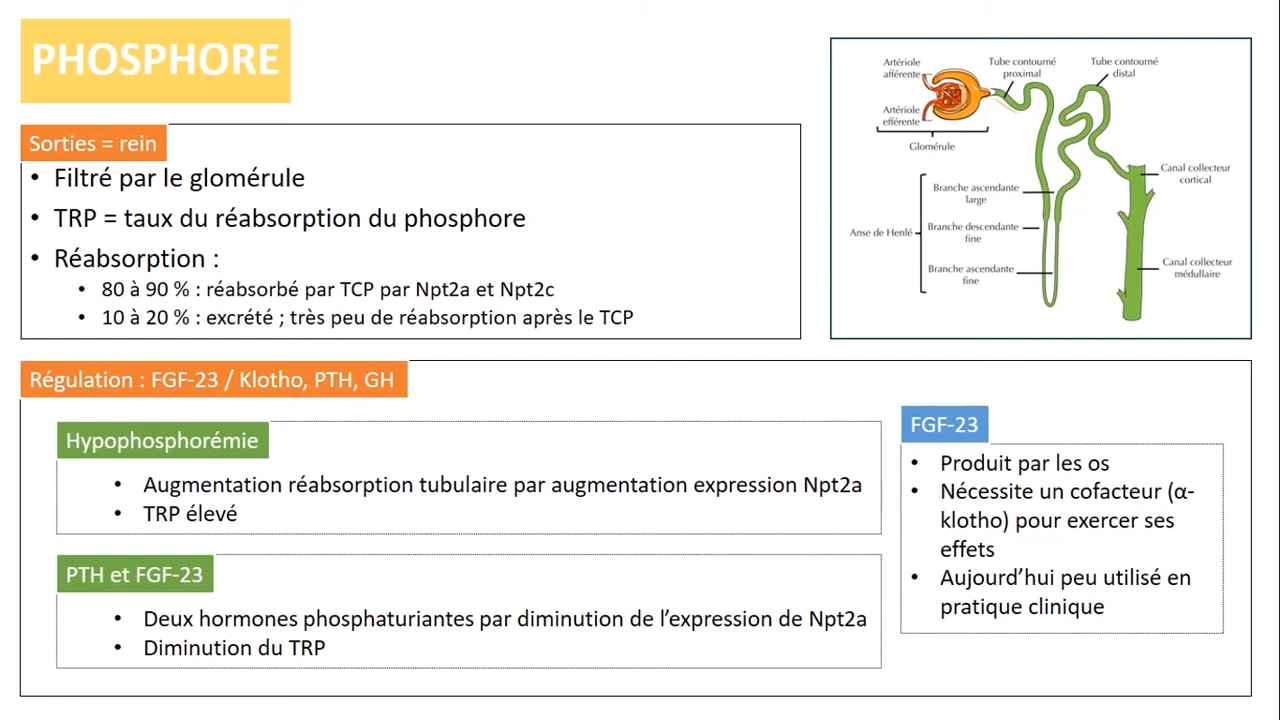 PHOSPHORE
Sorties = rein
• Filtré par le glomérule
• TRP = taux du réabsorption du phosphore
• Réabsorption :
• 80 à 90 % : réabsorbé par TCP par Npt2a et Npt2c
• 10 à 20 % : excrété ; très peu de réabsorption après le TCP
Artériole
afférente
Tube contourné
proximal
Tube contourné
distal
Artériole
efférente
Glomérule
Canal collecteur
cortical
Branche ascendante
large
Anse de Henlé
Branche descendante
fine
Branche ascendante
fine
Canal collecteur
médullaire
Régulation : FGF-23 / Klotho, PTH, GH
Hypophosphorémie
• Augmentation réabsorption tubulaire par augmentation expression Npt2a
• TRP élevé
PTH et FGF-23
• Deux hormones phosphaturiantes par diminution de l’expression de Npt2a
• Diminution du TRP
FGF-23
• Produit par les os
• Nécessite un cofacteur (α-
klotho) pour exercer ses
effets
• Aujourd’hui peu utilisé en
pratique clinique